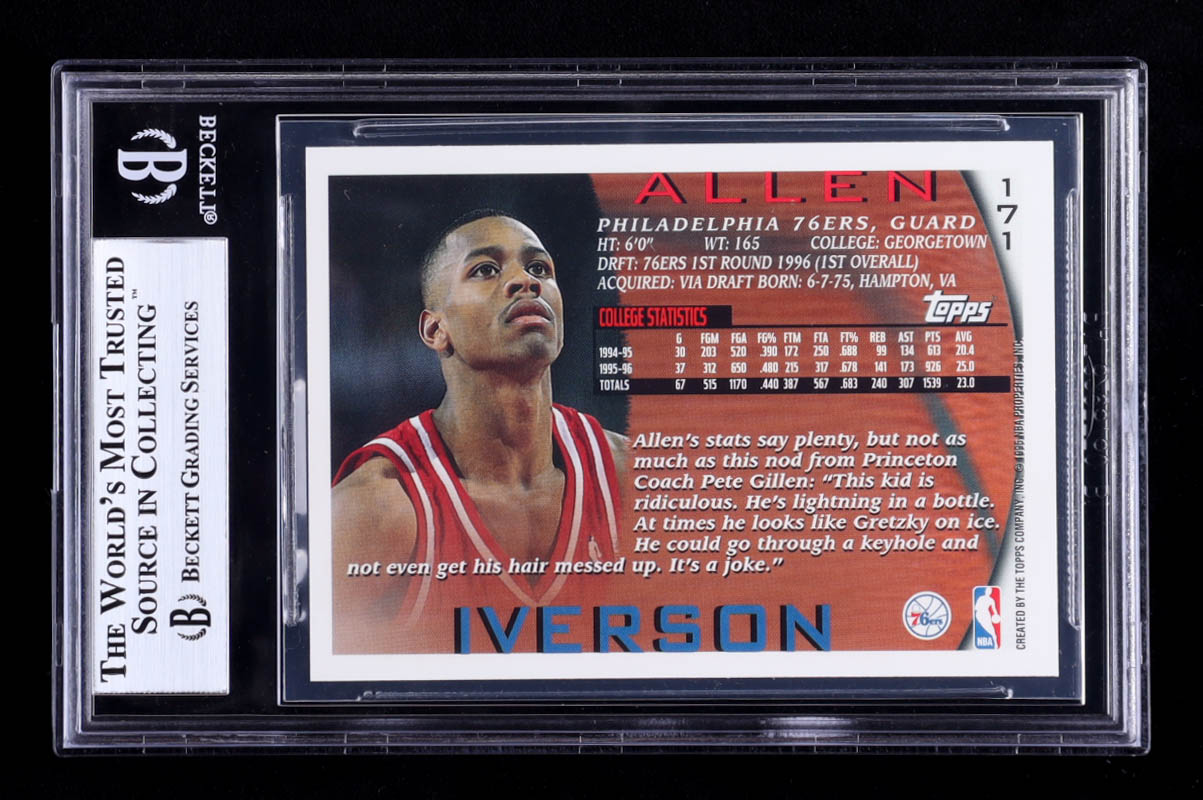 BECKETT®
B
THE WORLD'S MOST TRUSTED
SOURCE IN COLLECTING™
B BECKETT GRADING SERVICES
ALLEN
171
PHILADELPHIA 76ERS, GUARD
HT: 6'0" WT: 165 COLLEGE: GEORGETOWN
DRFT: 76ERS 1ST ROUND 1996 (1ST OVERALL)
ACQUIRED: VIA DRAFT BORN: 6-7-75, HAMPTON, VA
TOPPS
COLLEGE STATISTICS
G FGM FGA FG% FTM FTA FT% REB AST PTS AVG
1994-95 30 203 520 .390 172 250 .688 99 134 613 20.4
1995-96 37 312 650 .480 215 317 .678 141 173 926 25.0
TOTALS 67 515 1170 .440 387 567 .683 240 307 1539 23.0
Allen's stats say plenty, but not as
much as this nod from Princeton
Coach Pete Gillen: "This kid is
ridiculous. He's lightning in a bottle.
At times he looks like Gretzky on ice.
He could go through a keyhole and
not even get his hair messed up. It's a joke."
IVERSON
76ers
NBA
CREATED BY THE TOPPS COMPANY, INC. © NBA PROPERTIES, INC.